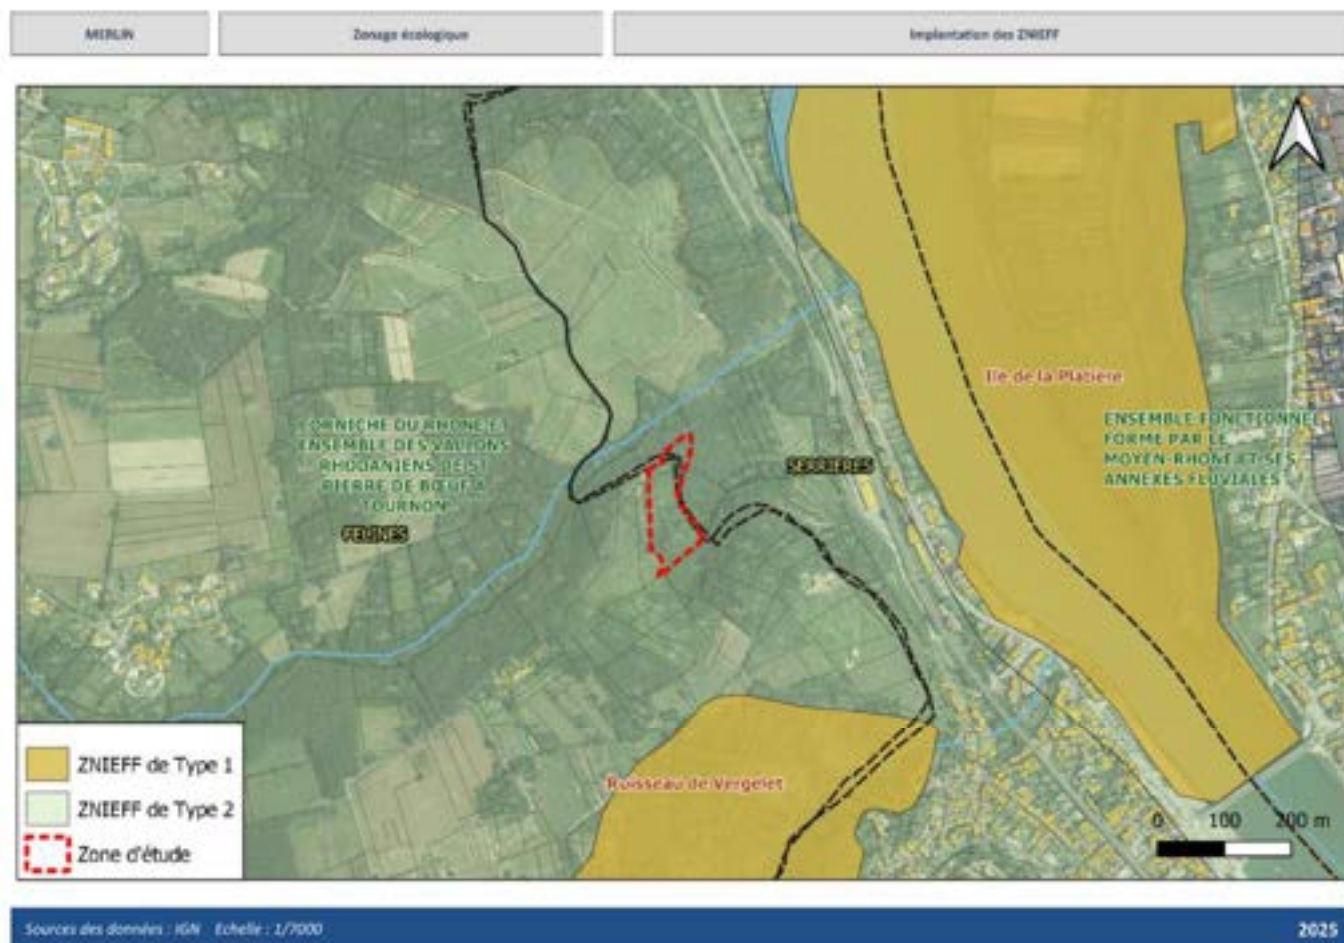 MERLIN
Zonage écologique
Implantation des ZNIEFF
Ile de la Platière
CORNICHE DU RHONE ET
ENSEMBLE DES VALLONS
RHODANIENS DE ST
PIERRE DE BŒUF A
TOURNON
ENSEMBLE FONCTIONNEL
FORME PAR LE
MOYEN-RHONE ET SES
ANNEXES FLUVIALES
SERRIERES
FELINES
Ruisseau de Vergelet
ZNIEFF de Type 1
ZNIEFF de Type 2
Zone d'étude
0 100 200 m
Sources des données : IGN Echelle : 1/7000
2025